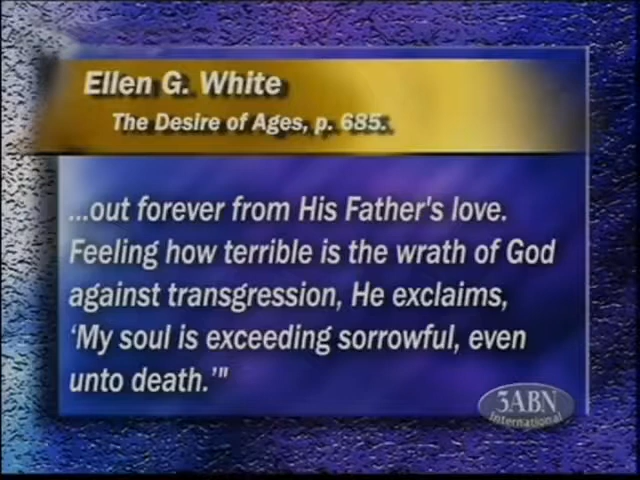 Ellen G. White
The Desire of Ages, p. 685.
...out forever from His Father's love.
Feeling how terrible is the wrath of God
against transgression, He exclaims,
‘My soul is exceeding sorrowful, even
unto death.’"
3ABN
International